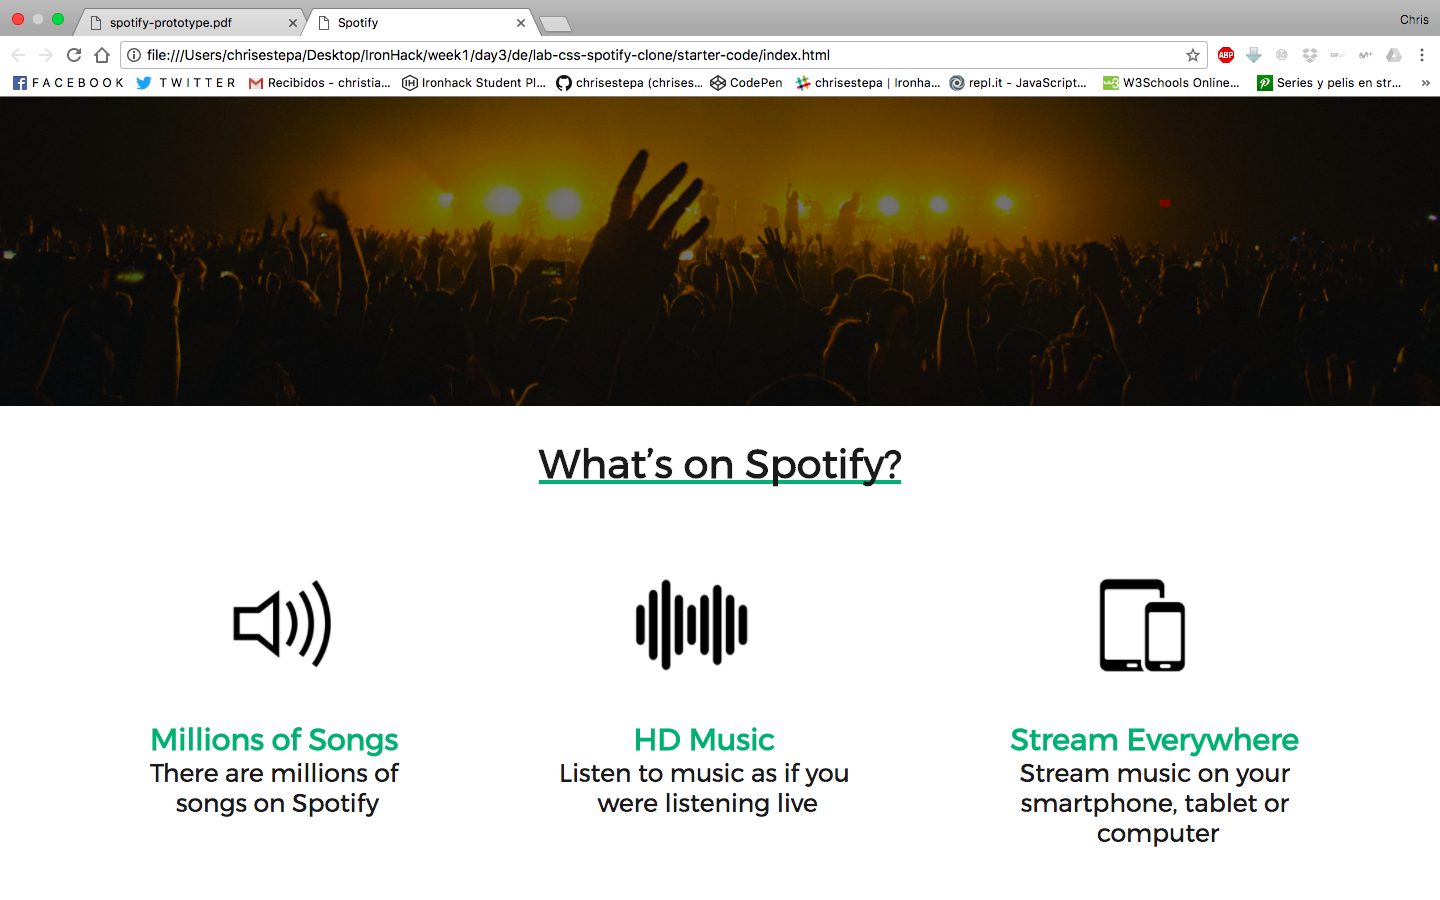 spotify-prototype.pdf
Spotify
Chris
file:///Users/chrisestepa/Desktop/IronHack/week1/day3/de/lab-css-spotify-clone/starter-code/index.html
ABP
F A C E B O O K
T W I T T E R
Recibidos - christia...
IH
Ironhack Student Pl...
chrisestepa (chrises...
CodePen
chrisestepa | Ironha...
repl.it - JavaScript...
W3Schools Online...
Series y pelis en str...
»
What's on Spotify?
Millions of Songs
There are millions of
songs on Spotify
HD Music
Listen to music as if you
were listening live
Stream Everywhere
Stream music on your
smartphone, tablet or
computer